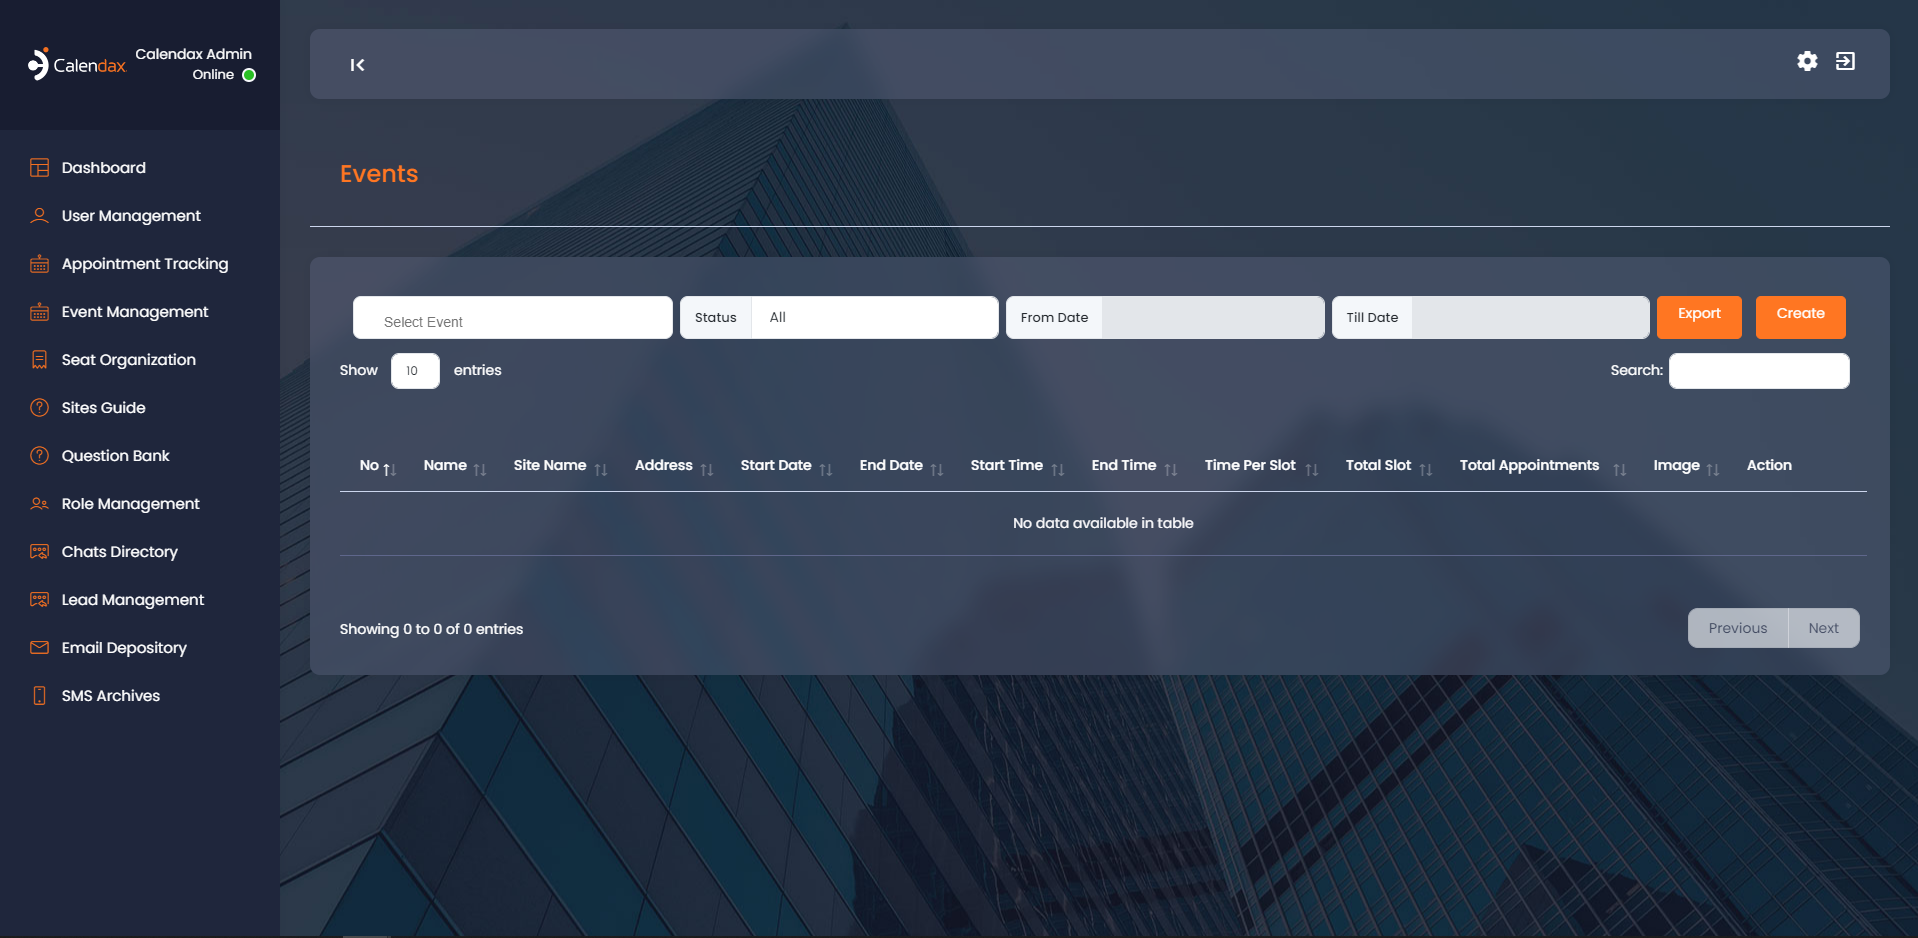 Calendax
Calendax Admin
Online
Dashboard
User Management
Appointment Tracking
Event Management
Seat Organization
Sites Guide
Question Bank
Role Management
Chats Directory
Lead Management
Email Depository
SMS Archives
Events
Select Event
Status All
From Date
Till Date
Export
Create
Show 10 entries
Search:
No Name Site Name Address Start Date End Date Start Time End Time Time Per Slot Total Slot Total Appointments Image Action
No data available in table
Showing 0 to 0 of 0 entries
Previous Next